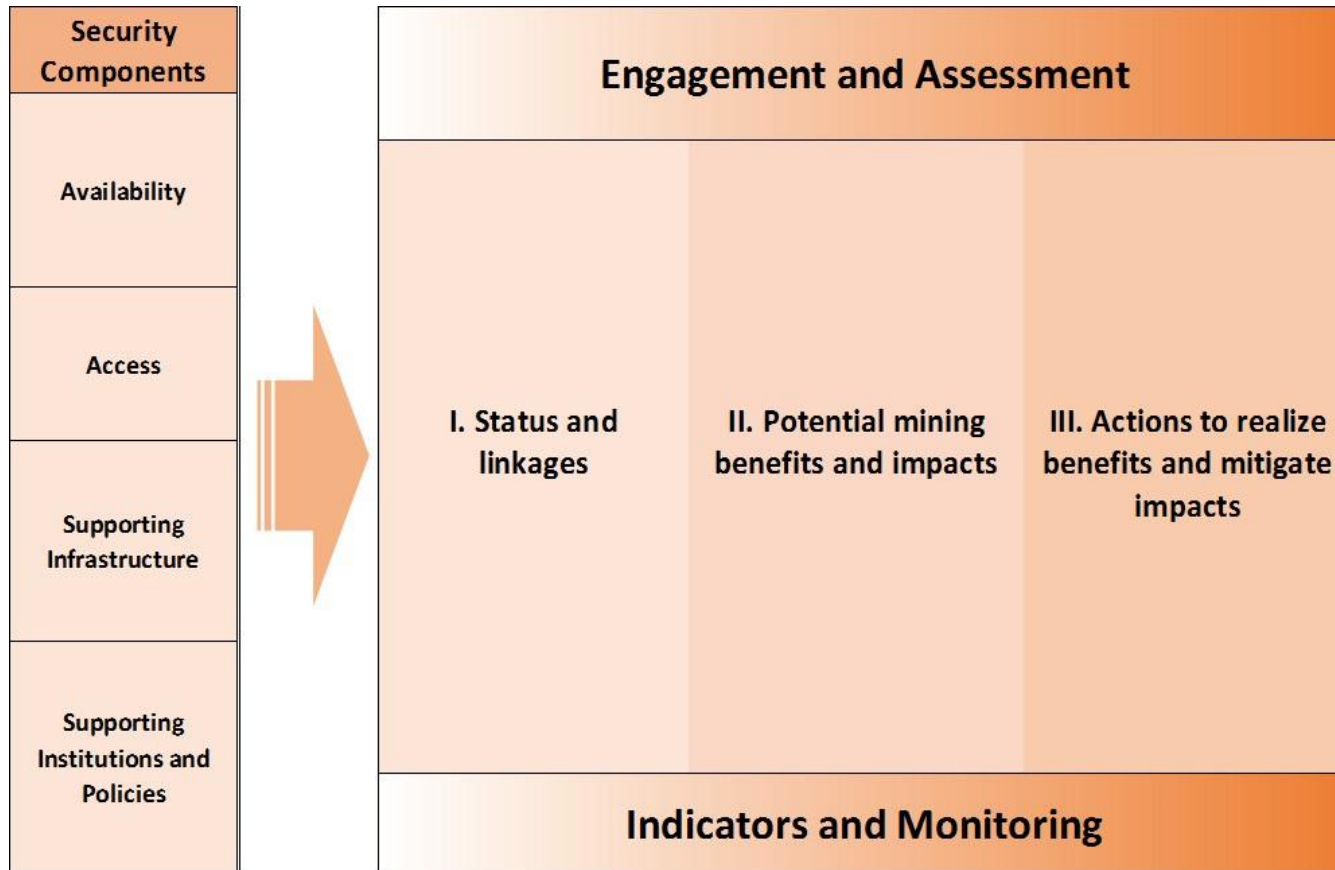 Security
Components
Availability
Access
Supporting
Infrastructure
Supporting
Institutions and
Policies
Engagement and Assessment
I. Status and
linkages
II. Potential mining
benefits and impacts
III. Actions to realize
benefits and mitigate
impacts
Indicators and Monitoring